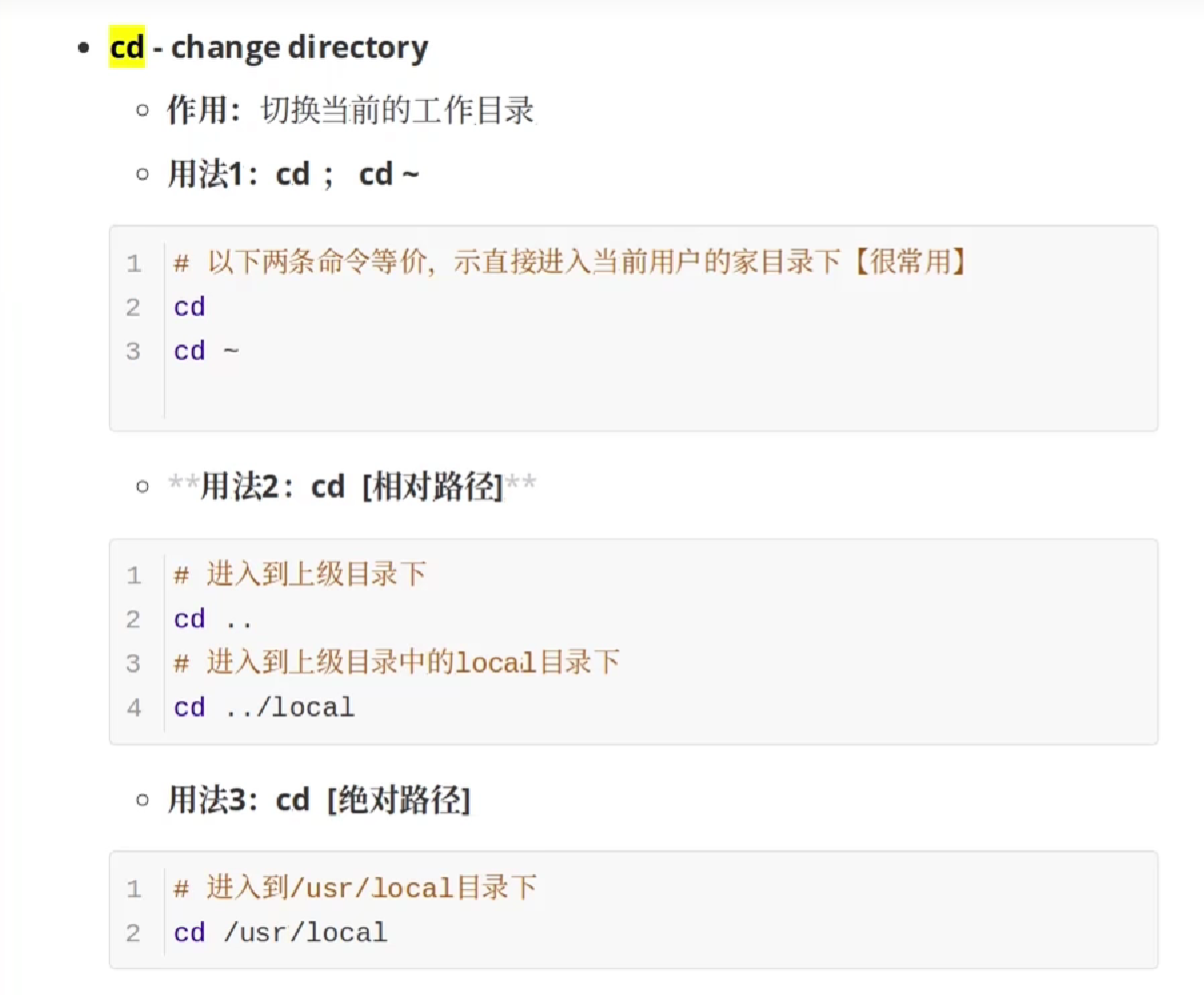 cd - change directory
作用：切换当前的工作目录
用法1：cd ； cd ~
1 # 以下两条命令等价，示直接进入当前用户的家目录下【很常用】
2 cd
3 cd ~
**用法2：cd [相对路径]**
1 # 进入到上级目录下
2 cd ..
3 # 进入到上级目录中的local目录下
4 cd ../local
用法3：cd [绝对路径]
1 # 进入到/usr/local目录下
2 cd /usr/local